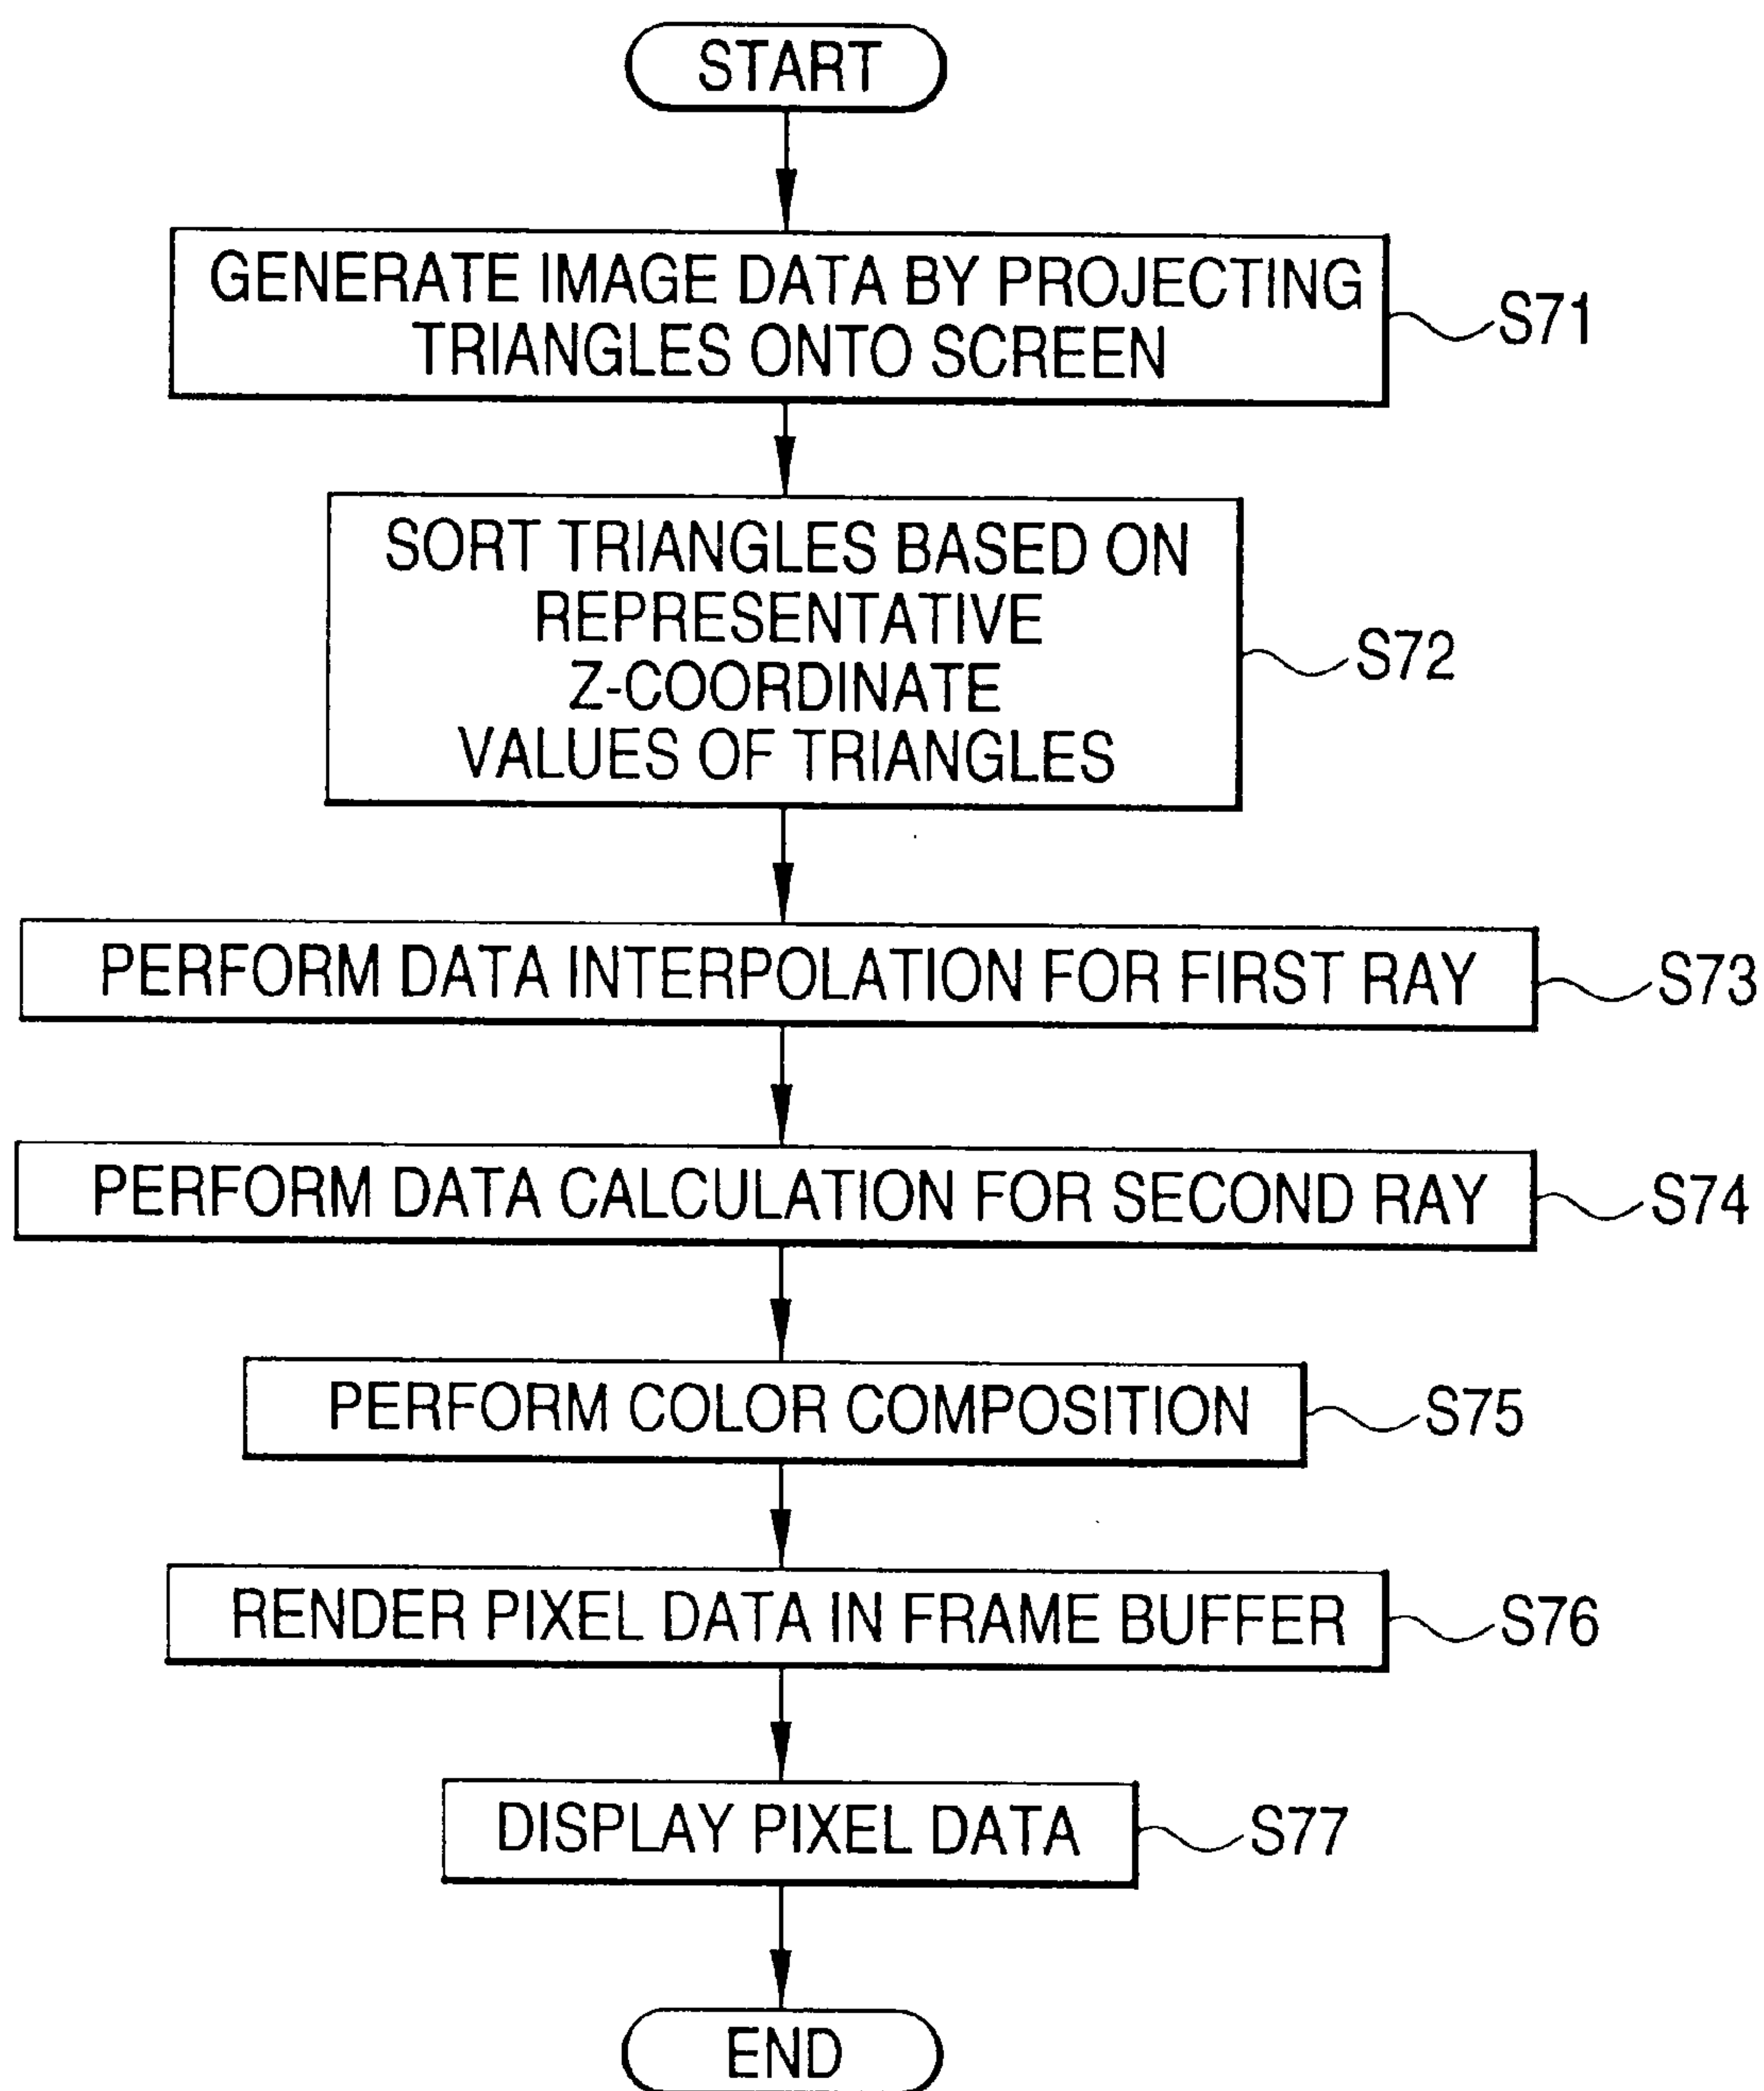 START
GENERATE IMAGE DATA BY PROJECTING
TRIANGLES ONTO SCREEN
S71
SORT TRIANGLES BASED ON
REPRESENTATIVE
Z-COORDINATE
VALUES OF TRIANGLES
S72
PERFORM DATA INTERPOLATION FOR FIRST RAY
S73
PERFORM DATA CALCULATION FOR SECOND RAY
S74
PERFORM COLOR COMPOSITION
S75
RENDER PIXEL DATA IN FRAME BUFFER
S76
DISPLAY PIXEL DATA
S77
END